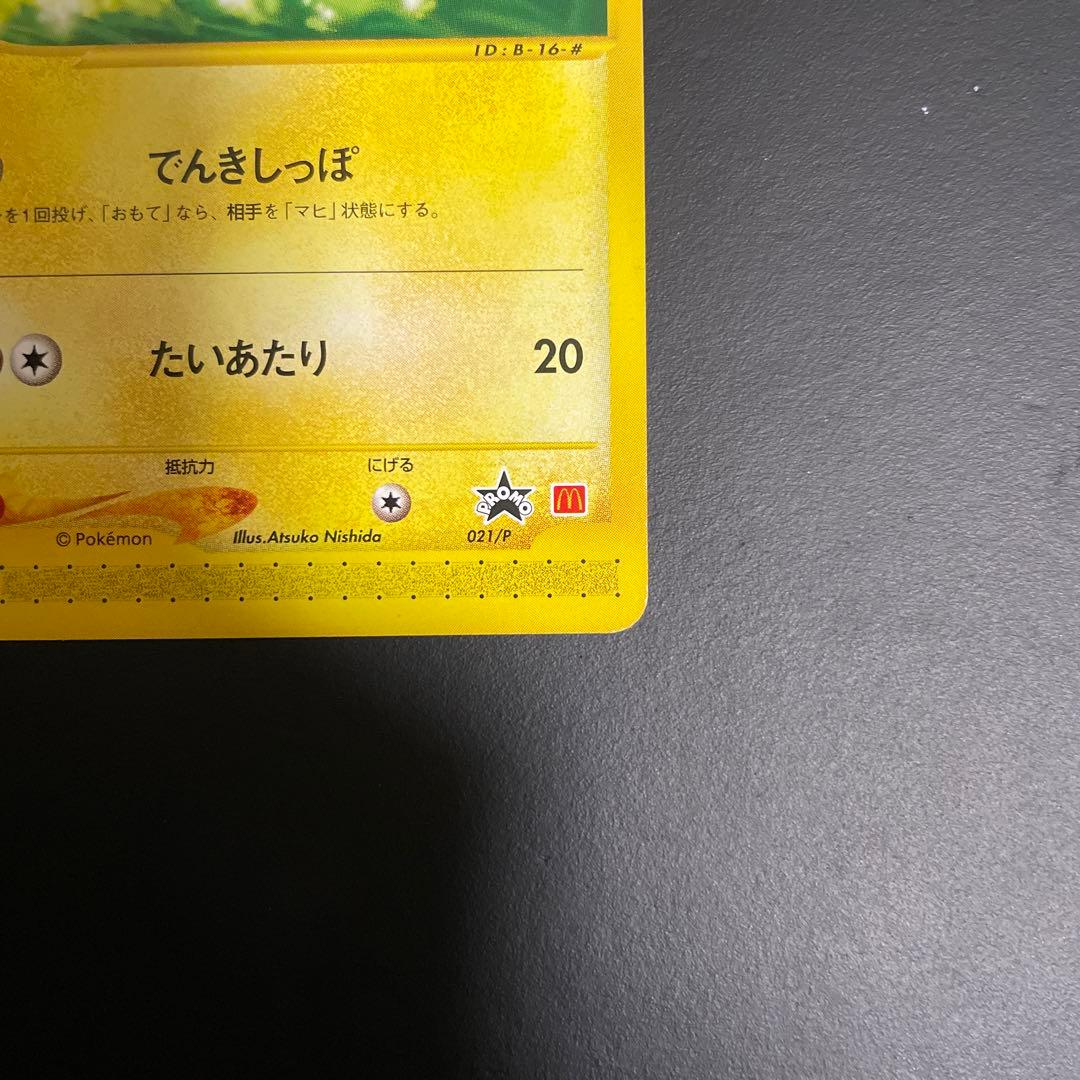 ID:B-16-#
でんきしっぽ
を1回投げ、「おもて」なら、相手を「マヒ」状態にする。
たいあたり 20
抵抗力 にげる
PROMO
© Pokémon Illus.Atsuko Nishida 021/P